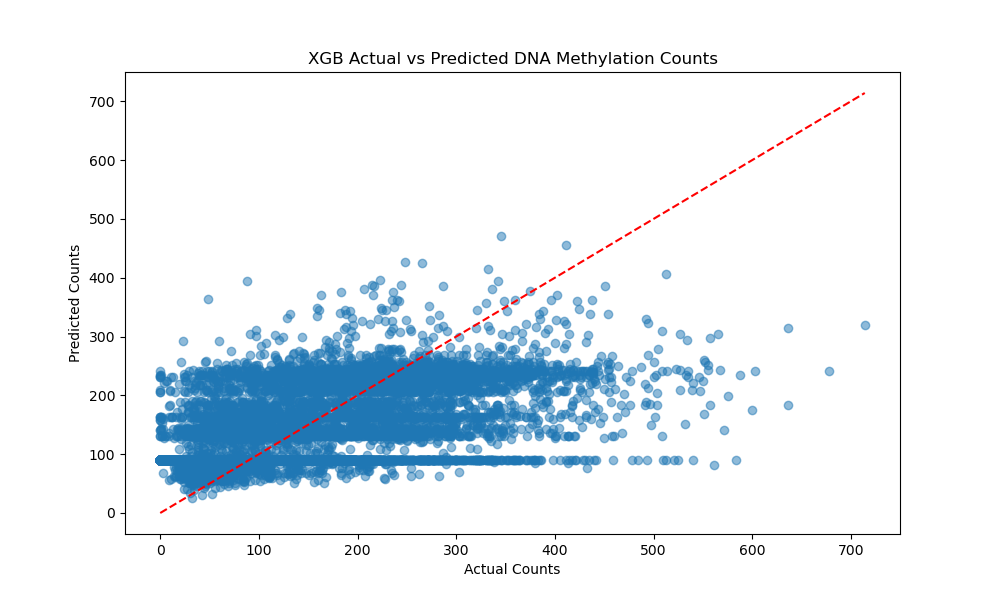 XGB Actual vs Predicted DNA Methylation Counts
700
600
500
400
300
200
100
0
Predicted Counts
0 100 200 300 400 500 600 700
Actual Counts